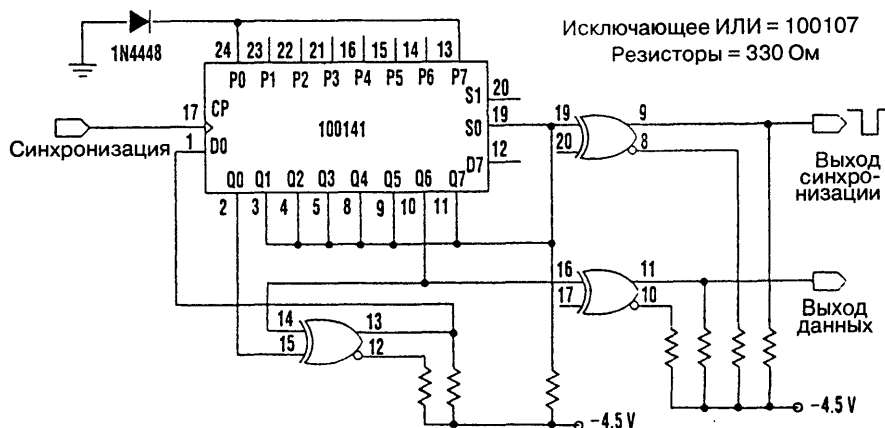 Исключающее ИЛИ = 100107
Резисторы = 330 Ом
1N4448
24 23 22 21 16 15 14 13
P0 P1 P2 P3 P4 P5 P6 P7
S1 20
17 CP
100141
19
S0
19 9
20 8
Синхронизация
1 D0
D7 12
Выход
синхро-
низации
Q0 Q1 Q2 Q3 Q4 Q5 Q6 Q7
2 3 4 5 8 9 10 11
16 11
17 10
Выход
данных
14 13
15 12
-4.5 V
-4.5 V